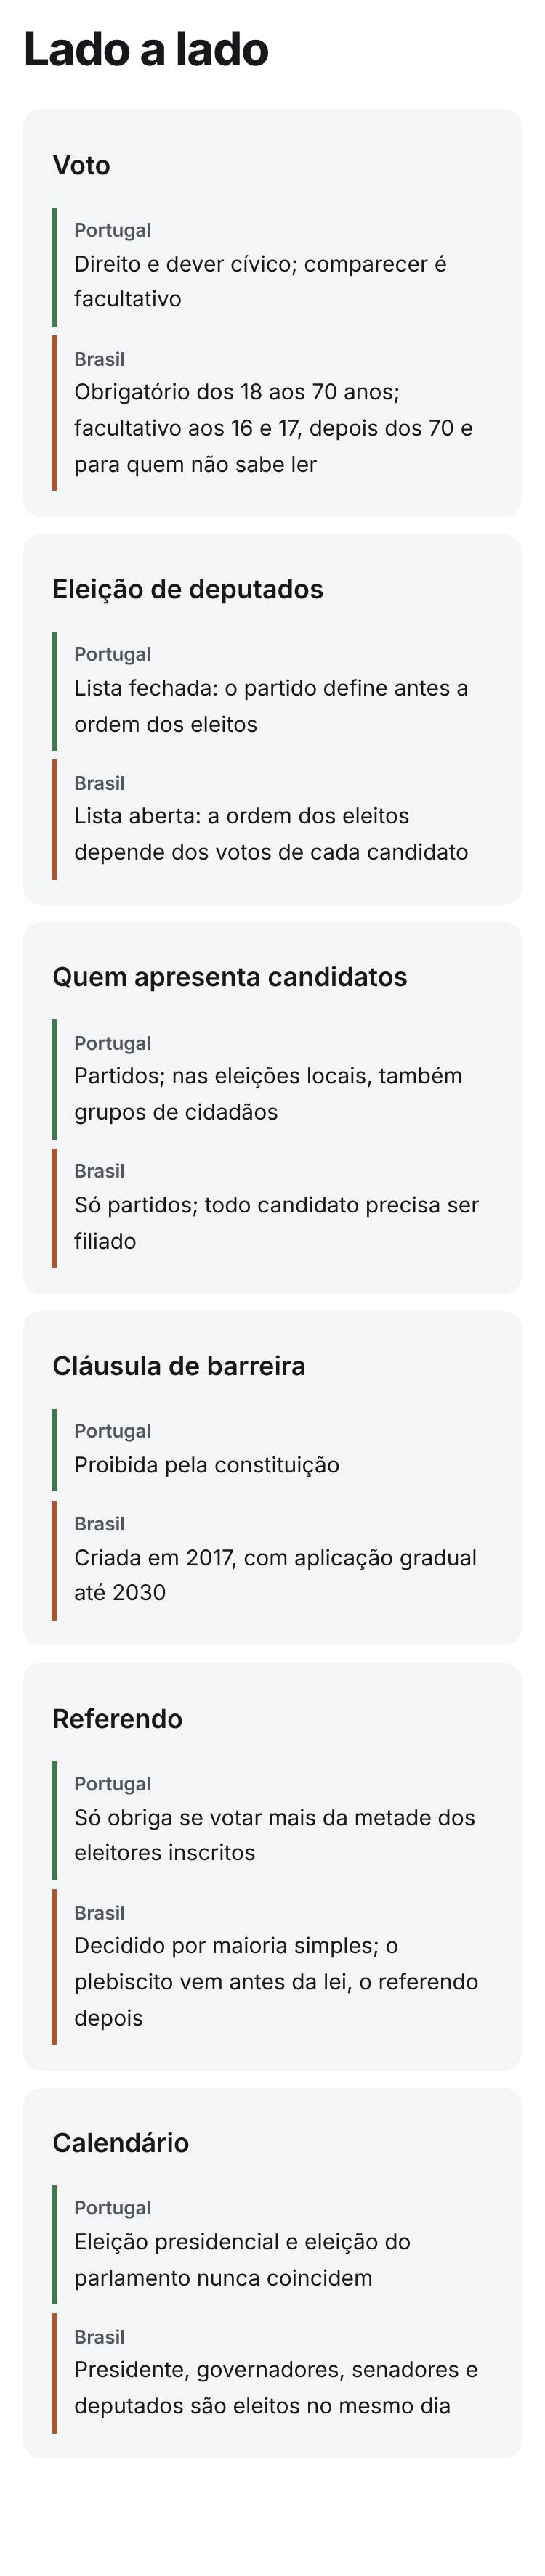 Lado a lado
Voto
Portugal
Direito e dever cívico; comparecer é
facultativo
Brasil
Obrigatório dos 18 aos 70 anos;
facultativo aos 16 e 17, depois dos 70 e
para quem não sabe ler
Eleição de deputados
Portugal
Lista fechada: o partido define antes a
ordem dos eleitos
Brasil
Lista aberta: a ordem dos eleitos
depende dos votos de cada candidato
Quem apresenta candidatos
Portugal
Partidos; nas eleições locais, também
grupos de cidadãos
Brasil
Só partidos; todo candidato precisa ser
filiado
Cláusula de barreira
Portugal
Proibida pela constituição
Brasil
Criada em 2017, com aplicação gradual
até 2030
Referendo
Portugal
Só obriga se votar mais da metade dos
eleitores inscritos
Brasil
Decidido por maioria simples; o
plebiscito vem antes da lei, o referendo
depois
Calendário
Portugal
Eleição presidencial e eleição do
parlamento nunca coincidem
Brasil
Presidente, governadores, senadores e
deputados são eleitos no mesmo dia